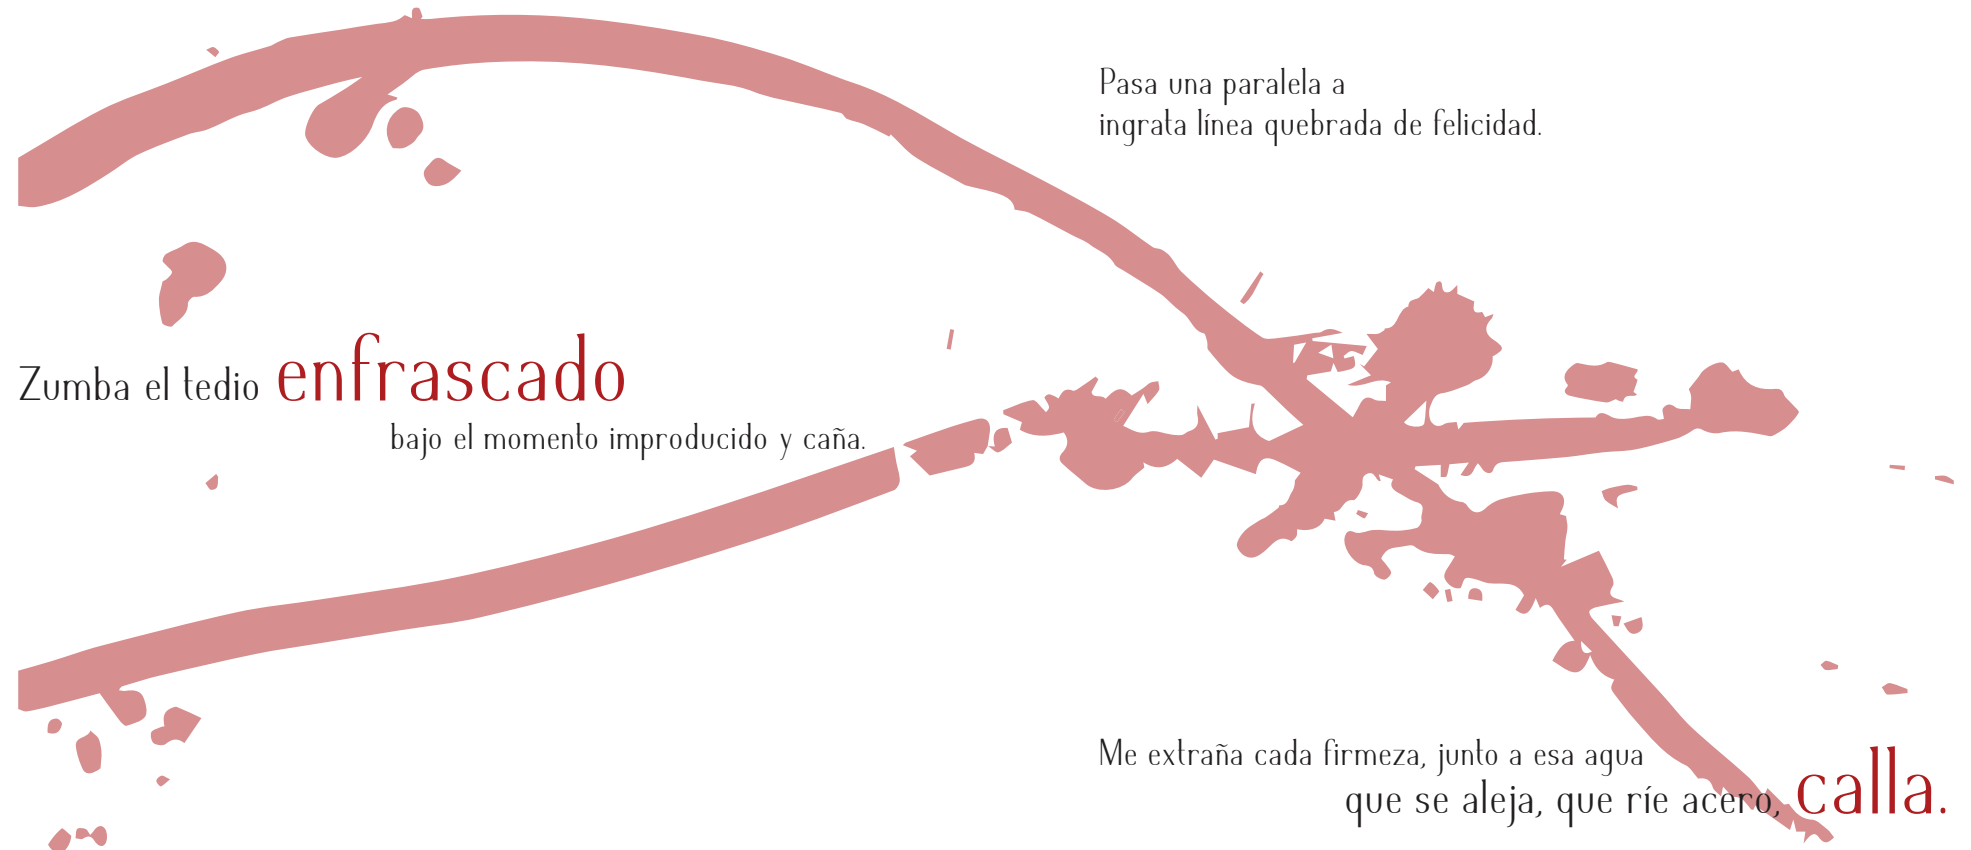 Pasa una paralela a
ingrata línea quebrada de felicidad.
Zumba el tedio enfrascado
bajo el momento improducido y caña.
Me extraña cada firmeza, junto a esa agua
que se aleja, que ríe acero, calla.